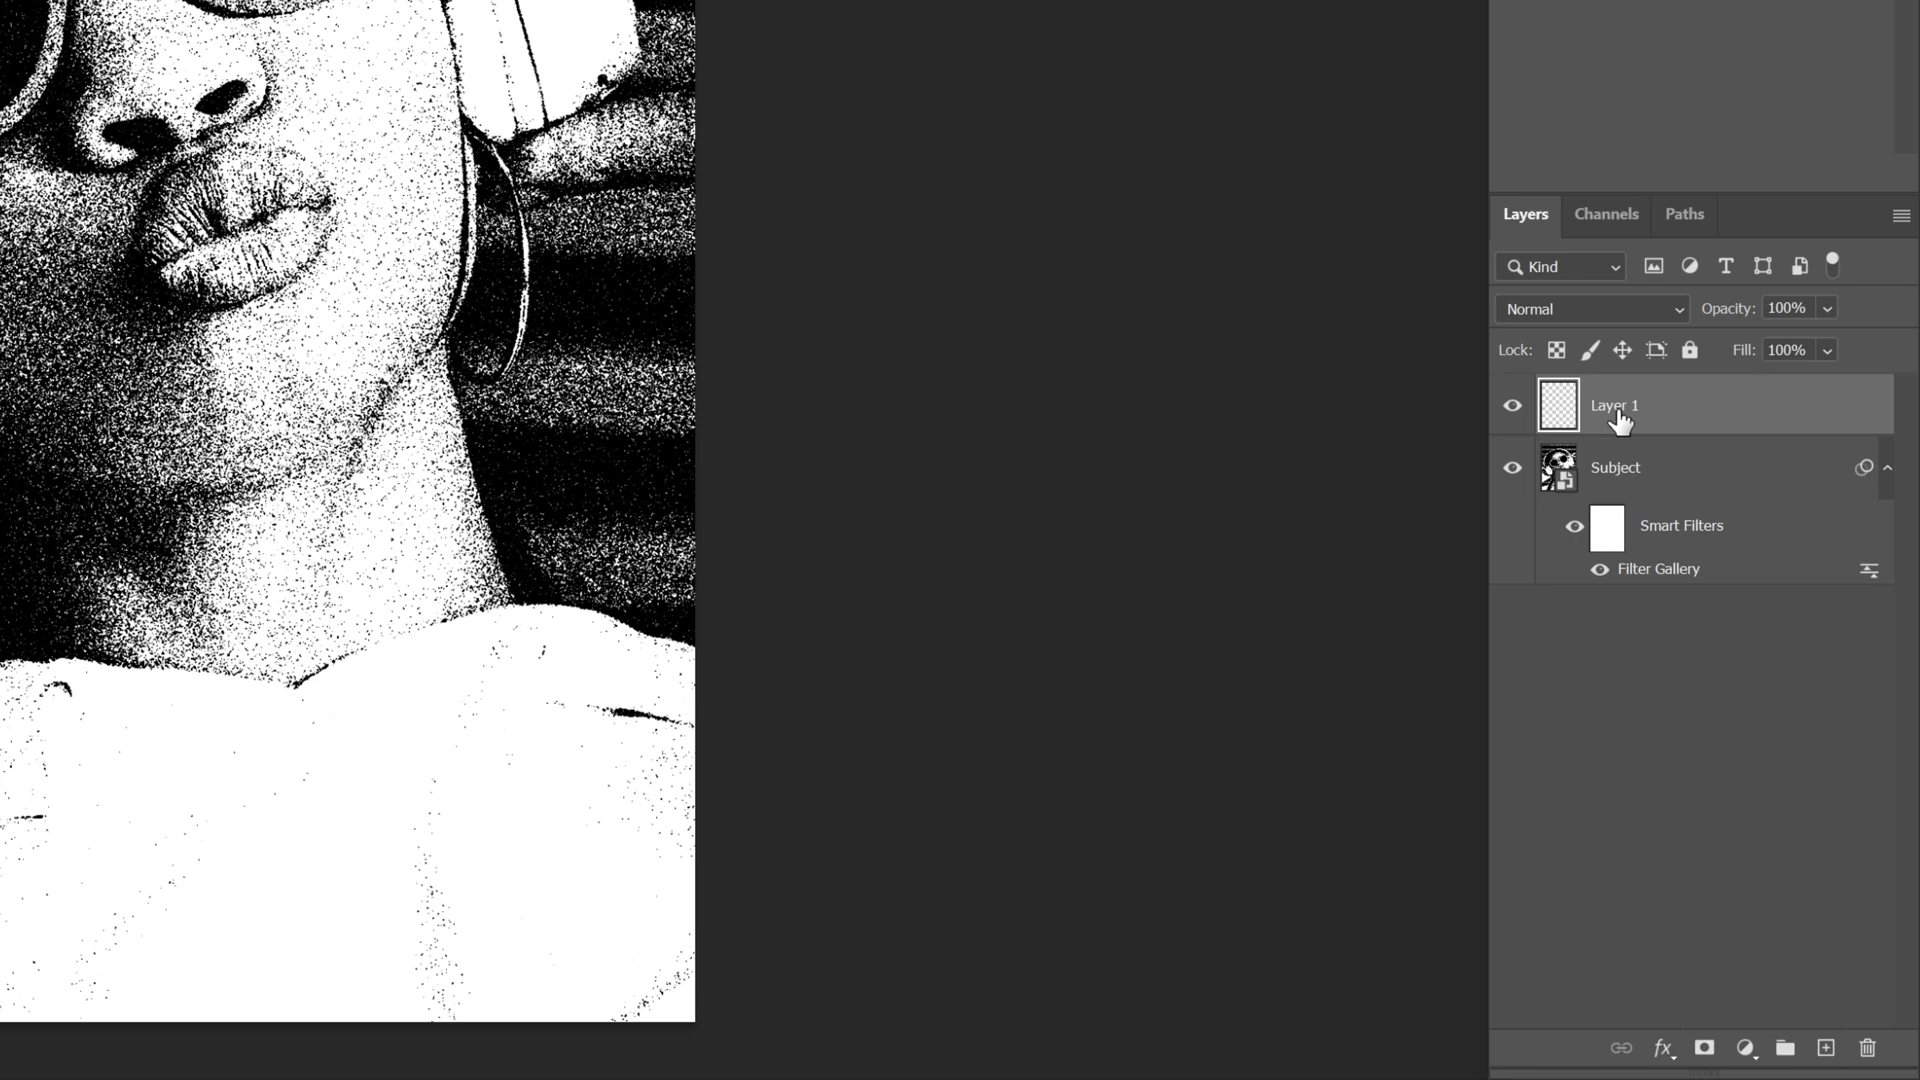 Layers Channels Paths
Kind
Normal Opacity: 100%
Lock: Fill: 100%
Layer 1
Subject
Smart Filters
Filter Gallery
fx